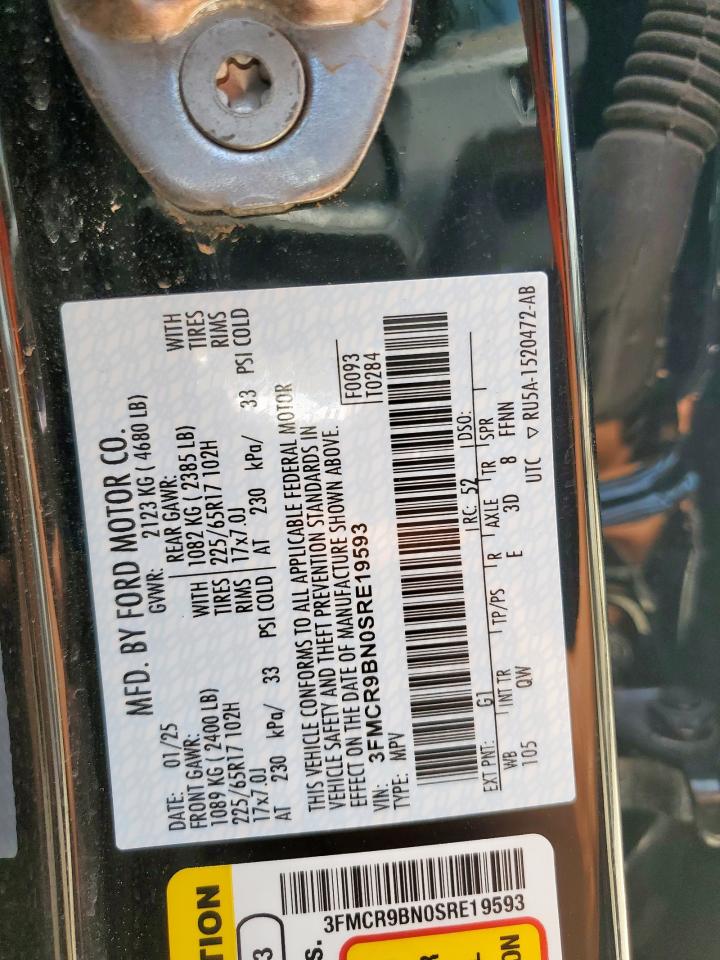 MFD. BY FORD MOTOR CO.
DATE: 01/25 GVWR: 2123 KG ( 4680 LB)
FRONT GAWR: REAR GAWR:
1089 KG ( 2400 LB) WITH 1082 KG ( 2385 LB) WITH
225/65R17 102H TIRES 225/65R17 102H TIRES
17x7.0J RIMS 17x7.0J RIMS
AT 230 kPa/ 33 PSI COLD AT 230 kPa/ 33 PSI COLD
THIS VEHICLE CONFORMS TO ALL APPLICABLE FEDERAL MOTOR
VEHICLE SAFETY AND THEFT PREVENTION STANDARDS IN
EFFECT ON THE DATE OF MANUFACTURE SHOWN ABOVE.
VIN: 3FMCR9BN0SRE19593 F0093
TYPE: MPV T0284
EXT PNT: G1 RC: 52 DSO:
WB INT TR TP/PS R AXLE TR SPR
105 QW E 3D 8 FFNN
UTC ▽ RU5A-1520472-AB
TION
3
3FMCR9BN0SRE19593
S.
R
ON